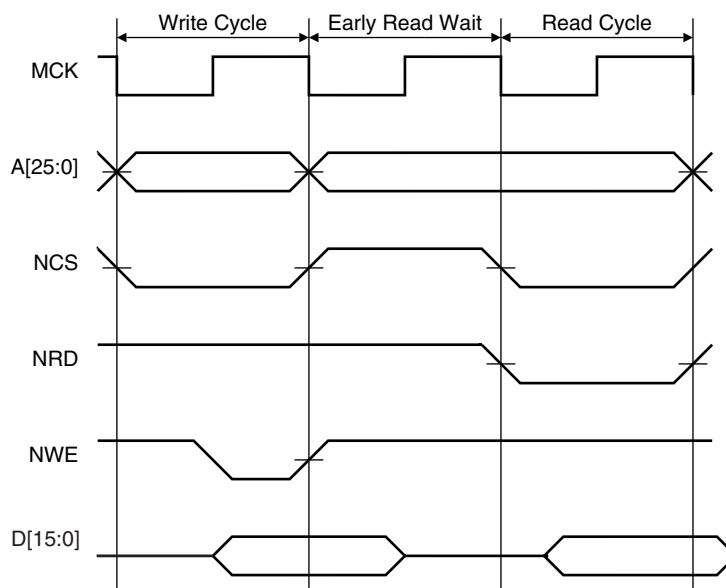 Write Cycle Early Read Wait Read Cycle
MCK
A[25:0]
NCS
NRD
NWE
D[15:0]